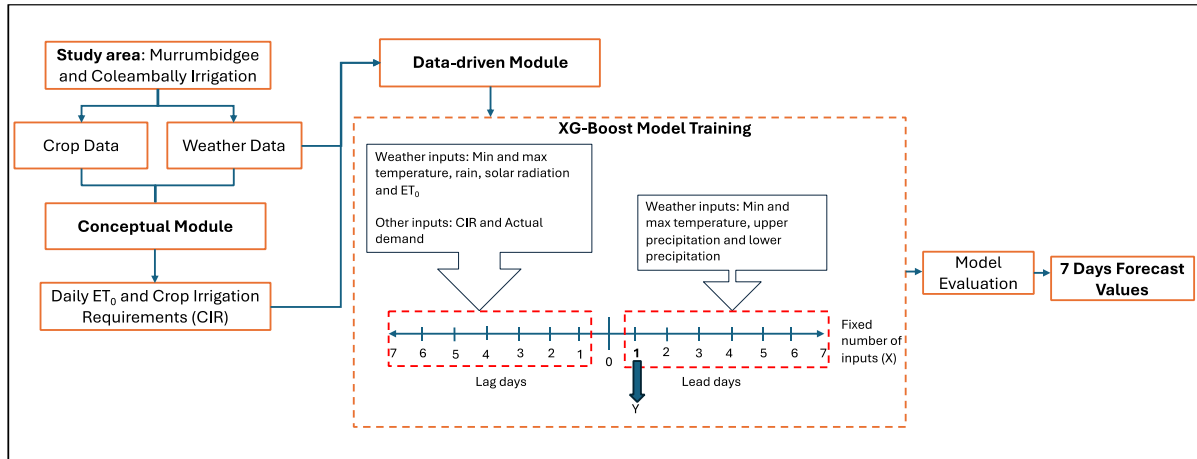 Study area: Murrumbidgee
and Coleambally Irrigation
Crop Data
Weather Data
Conceptual Module
Daily ET₀ and Crop Irrigation
Requirements (CIR)
Data-driven Module
XG-Boost Model Training
Weather inputs: Min and max
temperature, rain, solar radiation
and ET₀
Other inputs: CIR and Actual
demand
Weather inputs: Min and
max temperature, upper
precipitation and lower
precipitation
7 6 5 4 3 2 1 0 1 2 3 4 5 6 7
Lag days
Lead days
Y
Fixed
number of
inputs (X)
Model
Evaluation
7 Days Forecast
Values